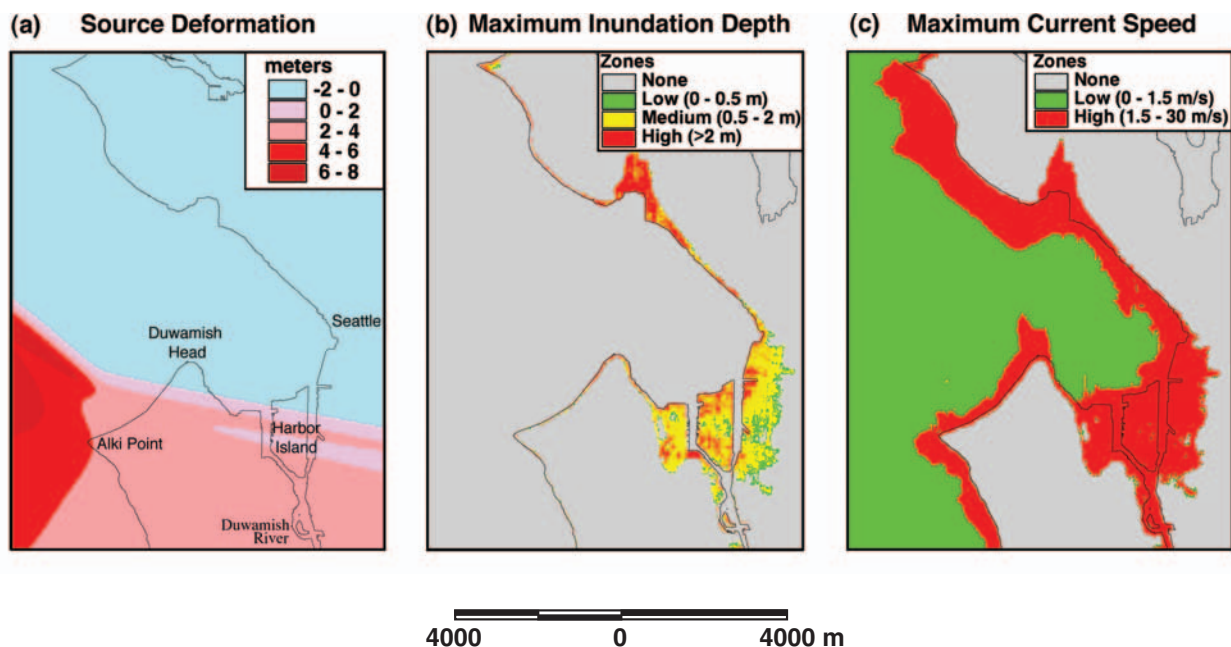 (a) Source Deformation
meters
-2 - 0
0 - 2
2 - 4
4 - 6
6 - 8
Seattle
Duwamish
Head
Harbor
Island
Alki Point
Duwamish
River
(b) Maximum Inundation Depth
Zones
None
Low (0 - 0.5 m)
Medium (0.5 - 2 m)
High (>2 m)
(c) Maximum Current Speed
Zones
None
Low (0 - 1.5 m/s)
High (1.5 - 30 m/s)
4000 0 4000 m